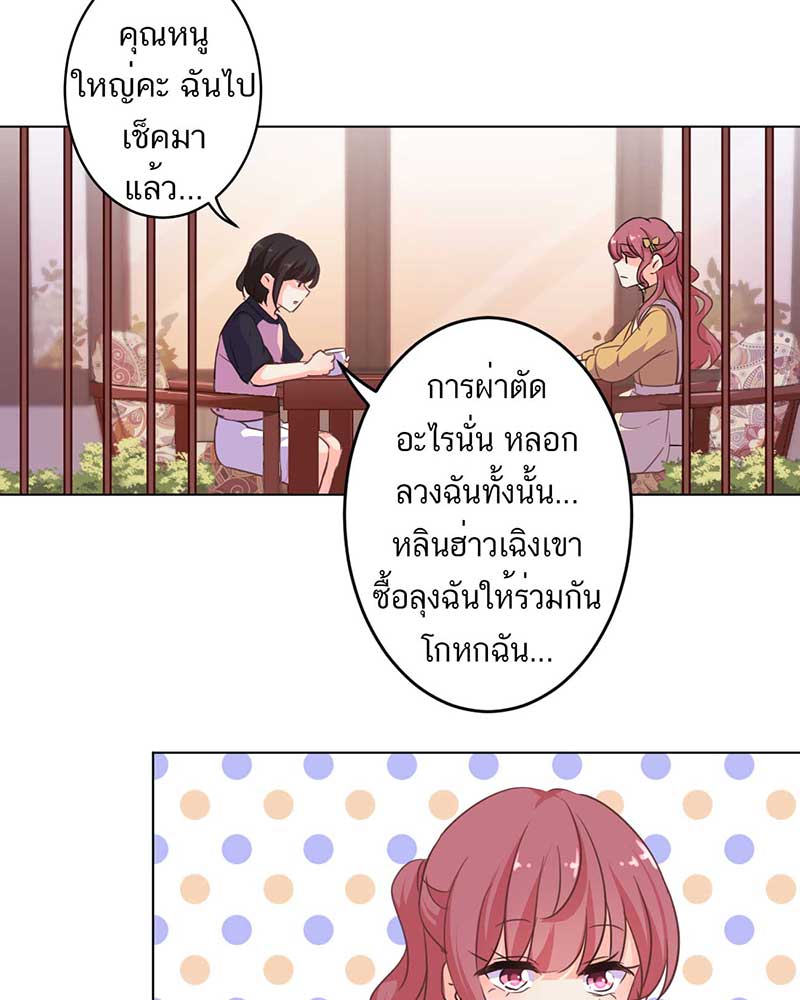 คุณหนู
ใหญ่คะ ฉันไป
เช็คมา
แล้ว...
การผ่าตัด
อะไรนั่น หลอก
ลวงฉันทั้งนั้น...
หลินฮ่าวเฉิงเขา
ซื้อลุงฉันให้ร่วมกัน
โกหกฉัน...